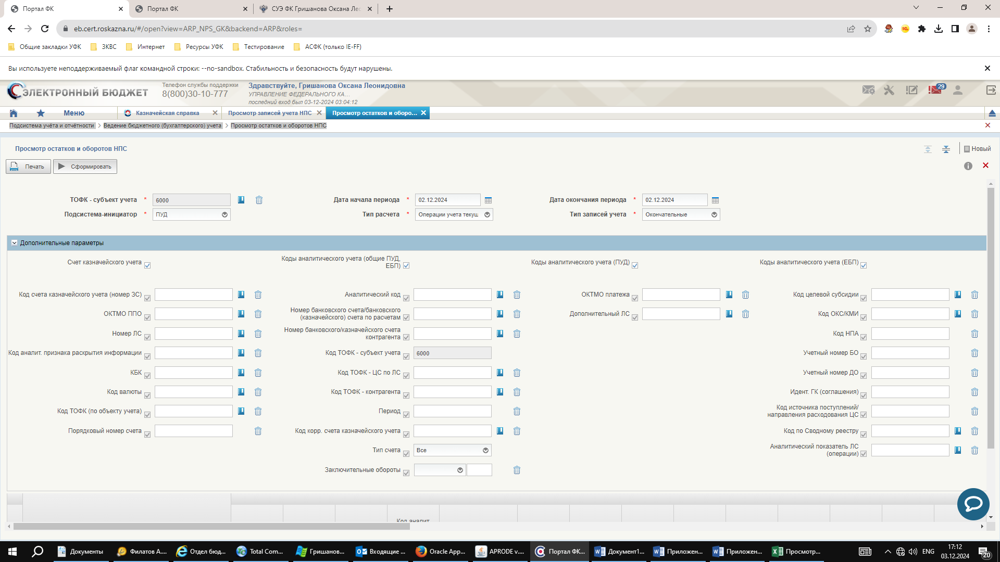 Портал ФК
Портал ФК
СУЭ ФК Гришанова Оксана Лес
eb.cert.roskazna.ru/#/open?view=ARP_NPS_GK&backend=ARP&roles=
Общие закладки УФК
ЗКВС
Интернет
Ресурсы УФК
Тестирование
АСФК (только IE-FF)
Вы используете неподдерживаемый флаг командной строки: --no-sandbox. Стабильность и безопасность будут нарушены.
ЭЛЕКТРОННЫЙ БЮДЖЕТ
Телефон службы поддержки
8(800)30-10-777
Здравствуйте, Гришанова Оксана Леонидовна
УПРАВЛЕНИЕ ФЕДЕРАЛЬНОГО КА...
последний вход был 03-12-2024 03:04:12
29
Меню
Казначейская справка
Просмотр записей учета НПС
Просмотр остатков и оборо...
Подсистема учёта и отчётности
Ведение бюджетного (бухгалтерского) учета
Просмотр остатков и оборотов НПС
Просмотр остатков и оборотов НПС
Новый
Печать
Сформировать
ТОФК - субъект учета * 6000
Дата начала периода * 02.12.2024
Дата окончания периода * 02.12.2024
Подсистема-инициатор * ПУД
Тип расчета * Операции учета текущ
Тип записей учета * Окончательные
Дополнительные параметры
Счет казначейского учета
Коды аналитического учета (общие ПУД,
ЕБП)
Коды аналитического учета (ПУД)
Коды аналитического учета (ЕБП)
Код счета казначейского учета (номер ЗС)
Аналитический код
ОКТМО платежа
Код целевой субсидии
ОКТМО ППО
Номер банковского счета/банковского
(казначейского) счета по расчетам
Дополнительный ЛС
Код ОКС/КМИ
Номер ЛС
Номер банковского/казначейского счета
контрагента
Код НПА
Код аналит. признака раскрытия информации
Код ТОФК - субъект учета 6000
Учетный номер БО
КБК
Код ТОФК - ЦС по ЛС
Учетный номер ДО
Код валюты
Код ТОФК - контрагента
Идент. ГК (соглашения)
Код ТОФК (по объекту учета)
Период
Код источника поступлений/
направления расходования ЦС
Порядковый номер счета
Код корр. счета казначейского учета
Код по Сводному реестру
Тип счета Все
Аналитический показатель ЛС
(операции)
Заключительные обороты
Код аналит.
Документы
Филатов А....
Отдел бюд...
Total Com...
Гришанов...
Входящие ...
Oracle App...
APRODE v....
Портал ФК...
Документ1...
Приложен...
Приложен...
Просмотр...
ENG
17:12
03.12.2024
20